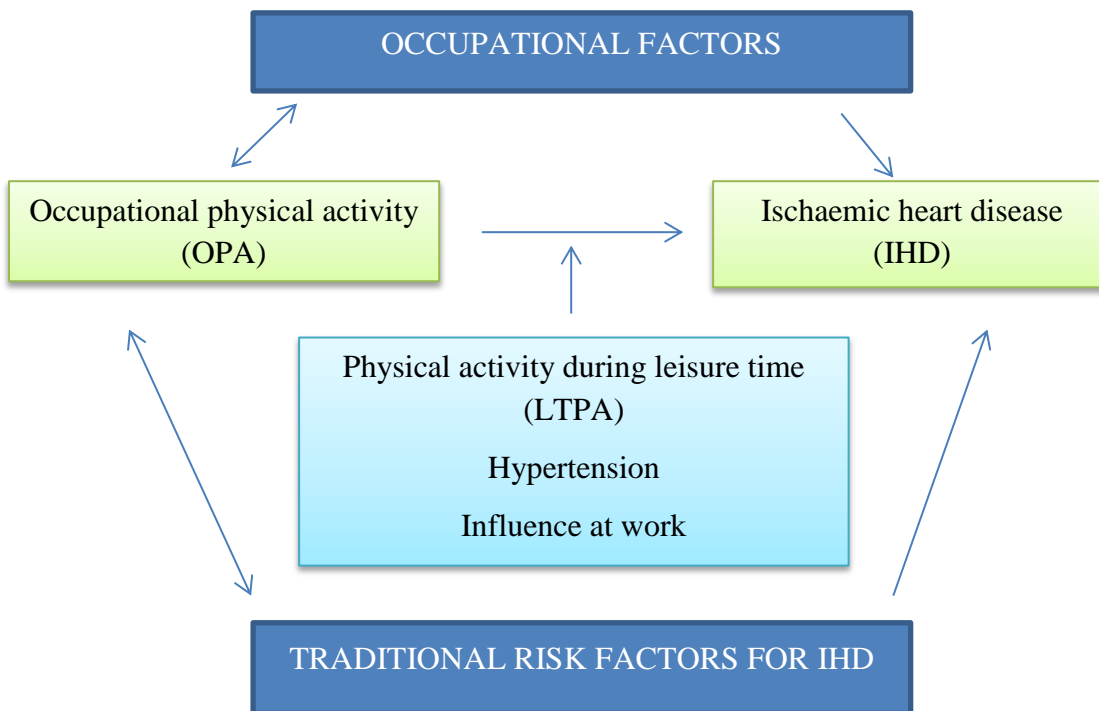 OCCUPATIONAL FACTORS
Occupational physical activity
(OPA)
Ischaemic heart disease
(IHD)
Physical activity during leisure time
(LTPA)
Hypertension
Influence at work
TRADITIONAL RISK FACTORS FOR IHD